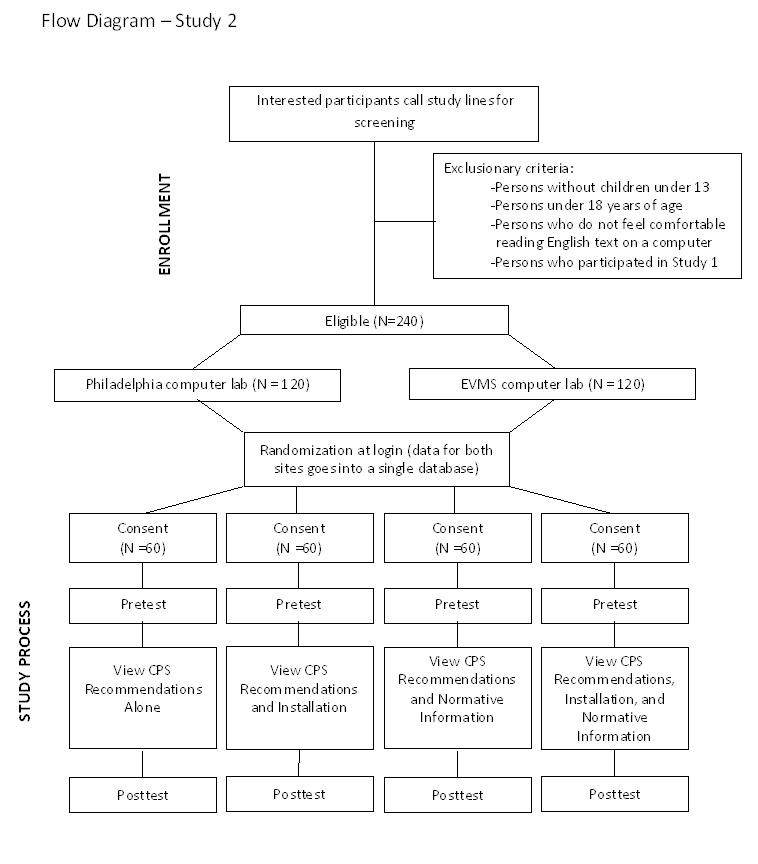 Flow Diagram – Study 2
Interested participants call study lines for
screening
ENROLLMENT
Exclusionary criteria:
-Persons without children under 13
-Persons under 18 years of age
-Persons who do not feel comfortable
reading English text on a computer
-Persons who participated in Study 1
Eligible (N=240)
Philadelphia computer lab (N = 120)
EVMS computer lab (N = 120)
Randomization at login (data for both
sites goes into a single database)
Consent
(N =60)
Consent
(N =60)
Consent
(N =60)
Consent
(N =60)
STUDY PROCESS
Pretest
Pretest
Pretest
Pretest
View CPS
Recommendations
Alone
View CPS
Recommendations
and Installation
View CPS
Recommendations
and Normative
Information
View CPS
Recommendations,
Installation, and
Normative
Information
Posttest
Posttest
Posttest
Posttest